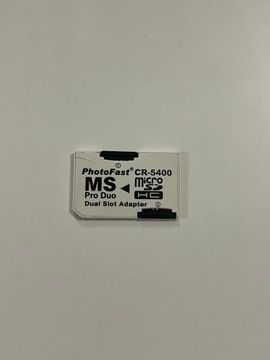 ①
PhotoFast® CR-5400
MS ◄ micro SD HC
Pro Duo
Dual Slot Adapter ②